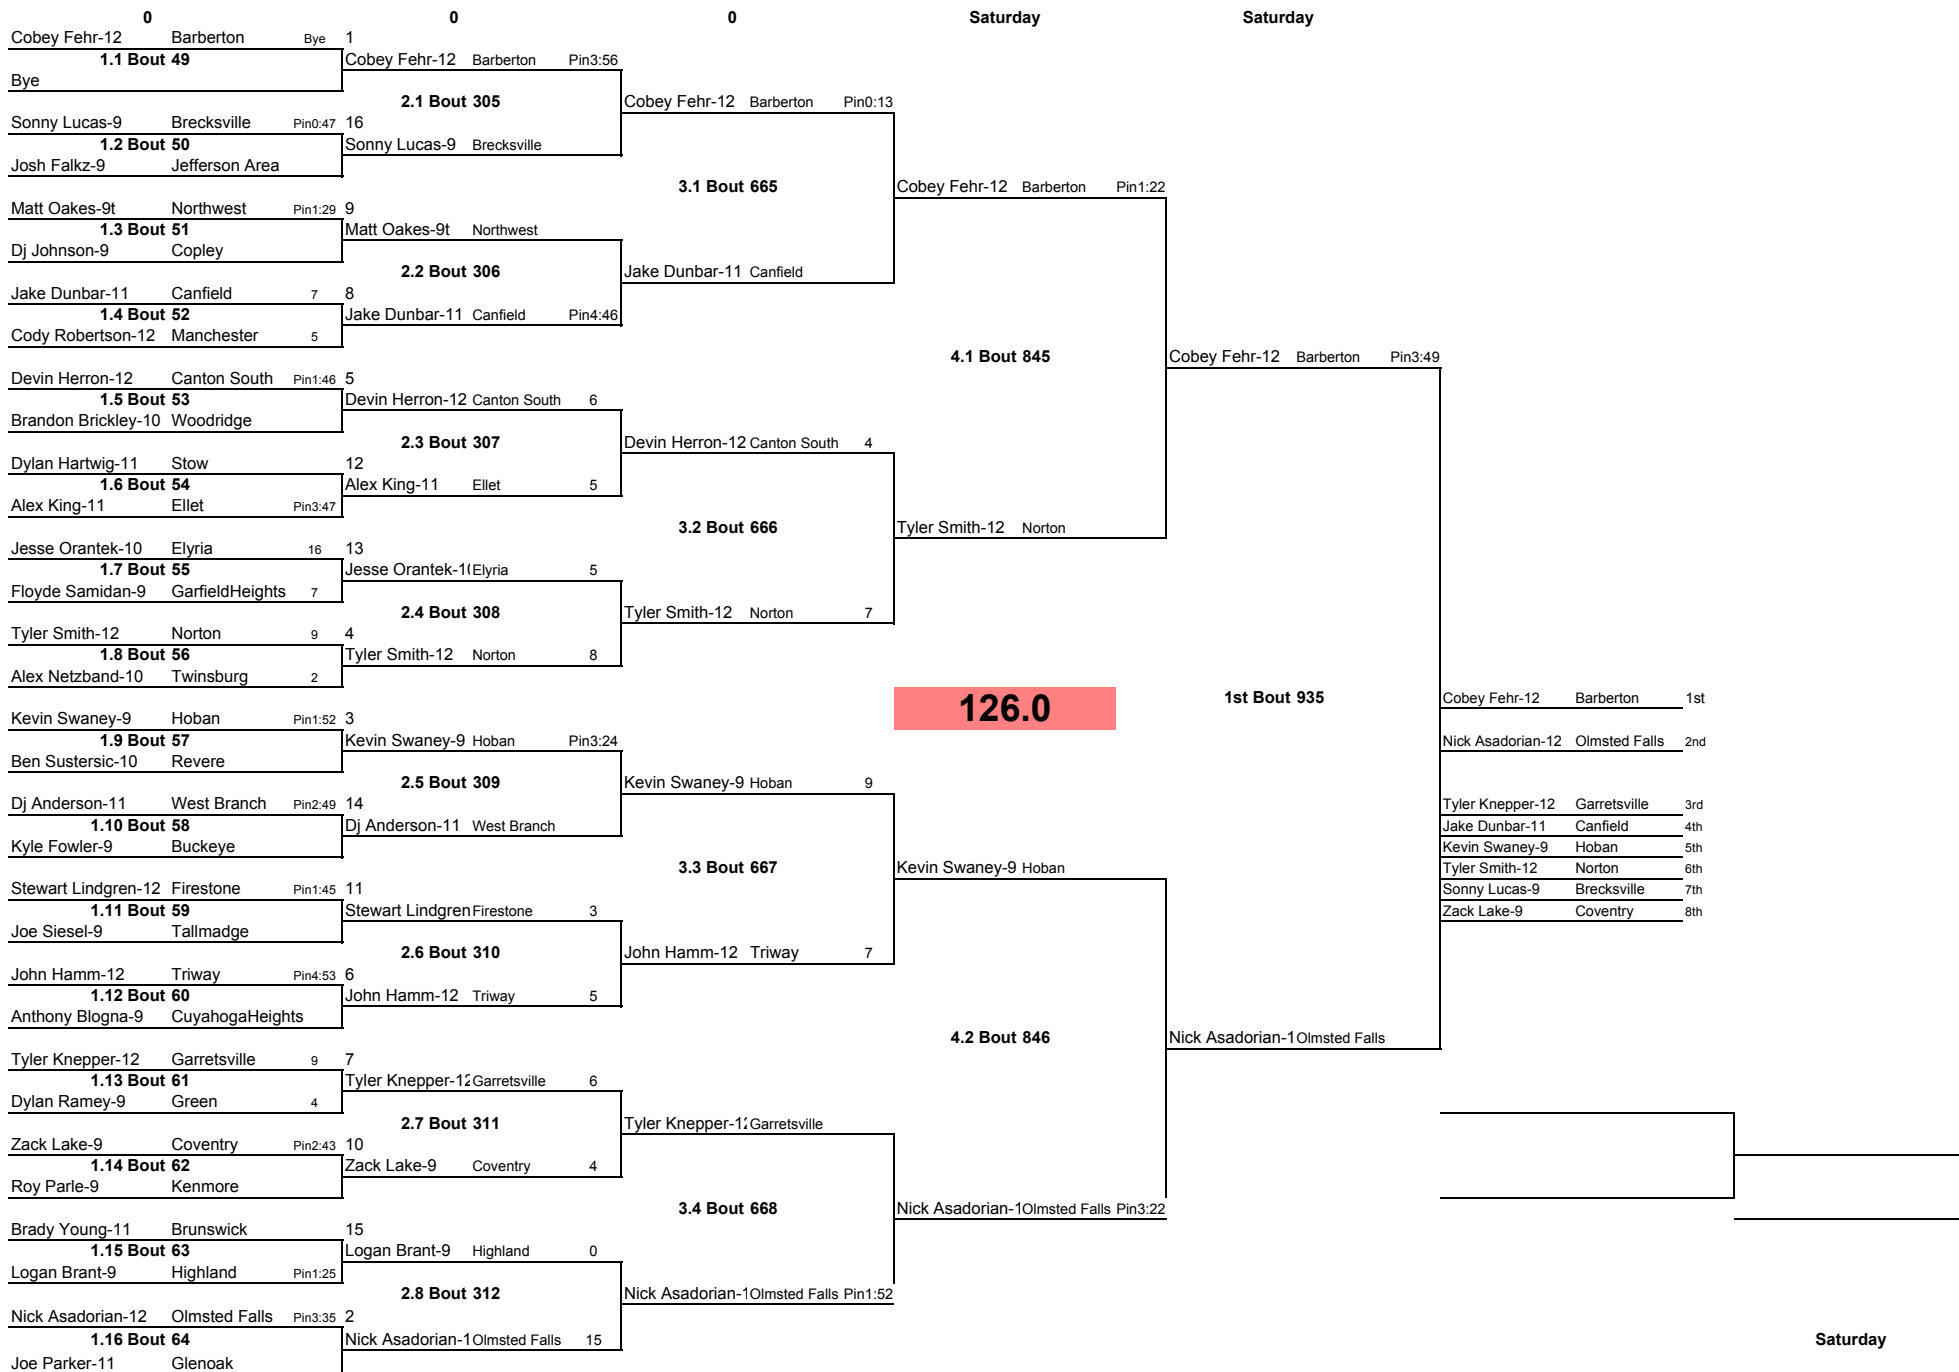 0 0 0 Saturday Saturday
Cobey Fehr-12 Barberton Bye 1
1.1 Bout 49 Cobey Fehr-12 Barberton Pin3:56
Bye
2.1 Bout 305 Cobey Fehr-12 Barberton Pin0:13
Sonny Lucas-9 Brecksville Pin0:47 16
1.2 Bout 50 Sonny Lucas-9 Brecksville
Josh Falkz-9 Jefferson Area
3.1 Bout 665 Cobey Fehr-12 Barberton Pin1:22
Matt Oakes-9t Northwest Pin1:29 9
1.3 Bout 51 Matt Oakes-9t Northwest
Dj Johnson-9 Copley
2.2 Bout 306 Jake Dunbar-11 Canfield
Jake Dunbar-11 Canfield 7 8
1.4 Bout 52 Jake Dunbar-11 Canfield Pin4:46
Cody Robertson-12 Manchester 5
4.1 Bout 845 Cobey Fehr-12 Barberton Pin3:49
Devin Herron-12 Canton South Pin1:46 5
1.5 Bout 53 Devin Herron-12 Canton South 6
Brandon Brickley-10 Woodridge
2.3 Bout 307 Devin Herron-12 Canton South 4
Dylan Hartwig-11 Stow 12
1.6 Bout 54 Alex King-11 Ellet 5
Alex King-11 Ellet Pin3:47
3.2 Bout 666 Tyler Smith-12 Norton
Jesse Orantek-10 Elyria 16 13
1.7 Bout 55 Jesse Orantek-1( Elyria 5
Floyde Samidan-9 GarfieldHeights 7
2.4 Bout 308 Tyler Smith-12 Norton 7
Tyler Smith-12 Norton 9 4
1.8 Bout 56 Tyler Smith-12 Norton 8
Alex Netzband-10 Twinsburg 2
126.0 1st Bout 935 Cobey Fehr-12 Barberton 1st
Kevin Swaney-9 Hoban Pin1:52 3
1.9 Bout 57 Kevin Swaney-9 Hoban Pin3:24 Nick Asadorian-12 Olmsted Falls 2nd
Ben Sustersic-10 Revere
2.5 Bout 309 Kevin Swaney-9 Hoban 9
Dj Anderson-11 West Branch Pin2:49 14 Tyler Knepper-12 Garretsville 3rd
1.10 Bout 58 Dj Anderson-11 West Branch Jake Dunbar-11 Canfield 4th
Kyle Fowler-9 Buckeye Kevin Swaney-9 Hoban 5th
3.3 Bout 667 Kevin Swaney-9 Hoban Tyler Smith-12 Norton 6th
Stewart Lindgren-12 Firestone Pin1:45 11 Sonny Lucas-9 Brecksville 7th
1.11 Bout 59 Stewart Lindgren Firestone 3 Zack Lake-9 Coventry 8th
Joe Siesel-9 Tallmadge
2.6 Bout 310 John Hamm-12 Triway 7
John Hamm-12 Triway Pin4:53 6
1.12 Bout 60 John Hamm-12 Triway 5
Anthony Blogna-9 CuyahogaHeights
4.2 Bout 846 Nick Asadorian-1 Olmsted Falls
Tyler Knepper-12 Garretsville 9 7
1.13 Bout 61 Tyler Knepper-12 Garretsville 6
Dylan Ramey-9 Green 4
2.7 Bout 311 Tyler Knepper-12 Garretsville
Zack Lake-9 Coventry Pin2:43 10
1.14 Bout 62 Zack Lake-9 Coventry 4
Roy Parle-9 Kenmore
3.4 Bout 668 Nick Asadorian-1 Olmsted Falls Pin3:22
Brady Young-11 Brunswick 15
1.15 Bout 63 Logan Brant-9 Highland 0
Logan Brant-9 Highland Pin1:25
2.8 Bout 312 Nick Asadorian-1 Olmsted Falls Pin1:52
Nick Asadorian-12 Olmsted Falls Pin3:35 2
1.16 Bout 64 Nick Asadorian-1 Olmsted Falls 15 Saturday
Joe Parker-11 Glenoak